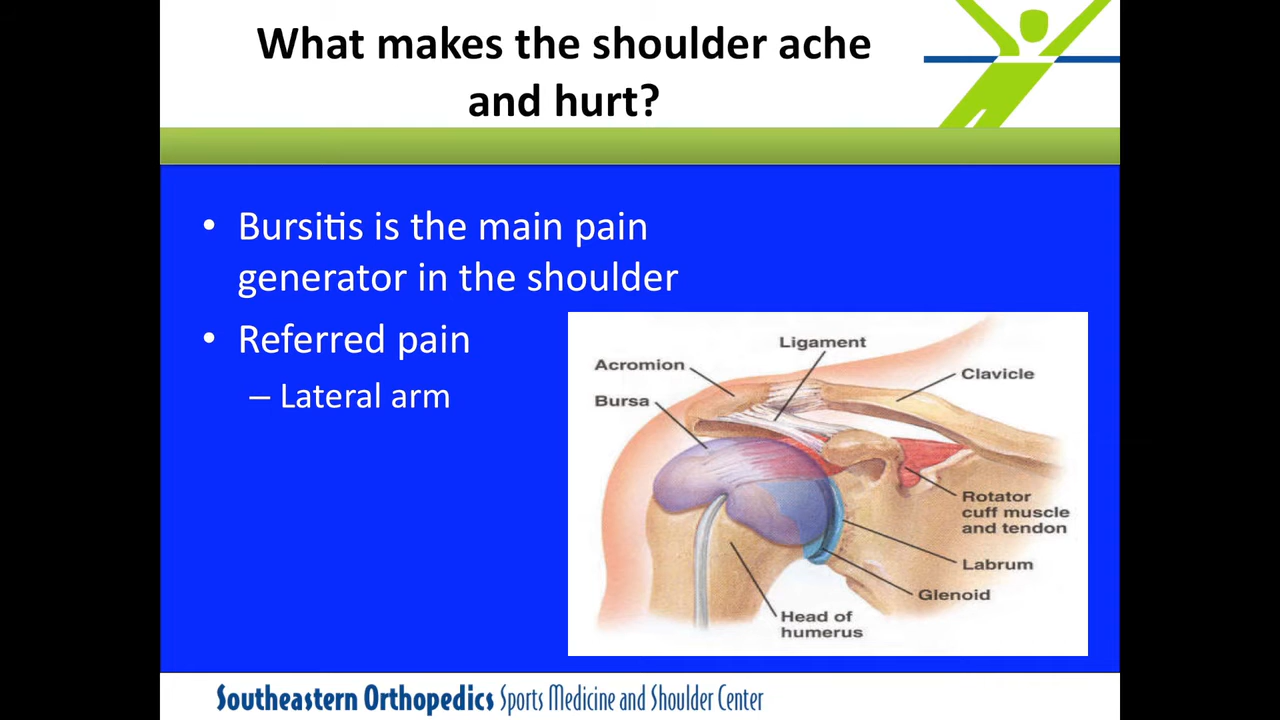 What makes the shoulder ache
and hurt?
• Bursitis is the main pain
generator in the shoulder
• Referred pain
– Lateral arm
Ligament
Acromion
Clavicle
Bursa
Rotator
cuff muscle
and tendon
Labrum
Glenoid
Head of
humerus
Southeastern Orthopedics Sports Medicine and Shoulder Center